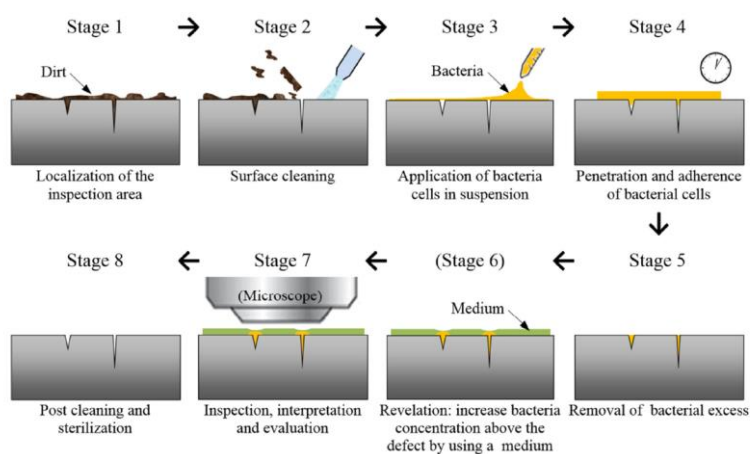 Stage 1
Stage 2
Stage 3
Stage 4
Dirt
Bacteria
Localization of the
inspection area
Surface cleaning
Application of bacteria
cells in suspension
Penetration and adherence
of bacterial cells
Stage 8
Stage 7
(Stage 6)
Stage 5
(Microscope)
Medium
Post cleaning and
sterilization
Inspection, interpretation
and evaluation
Revelation: increase bacteria
concentration above the
defect by using a medium
Removal of bacterial excess